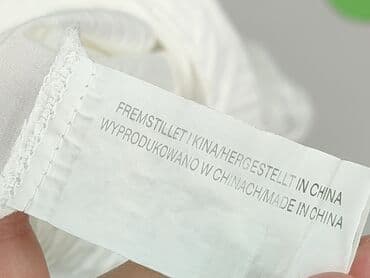 FREMSTILLET I KINA/HERGESTELLT IN CHINA
WYPRODUKOWANO W CHINACH/MADE IN CHINA